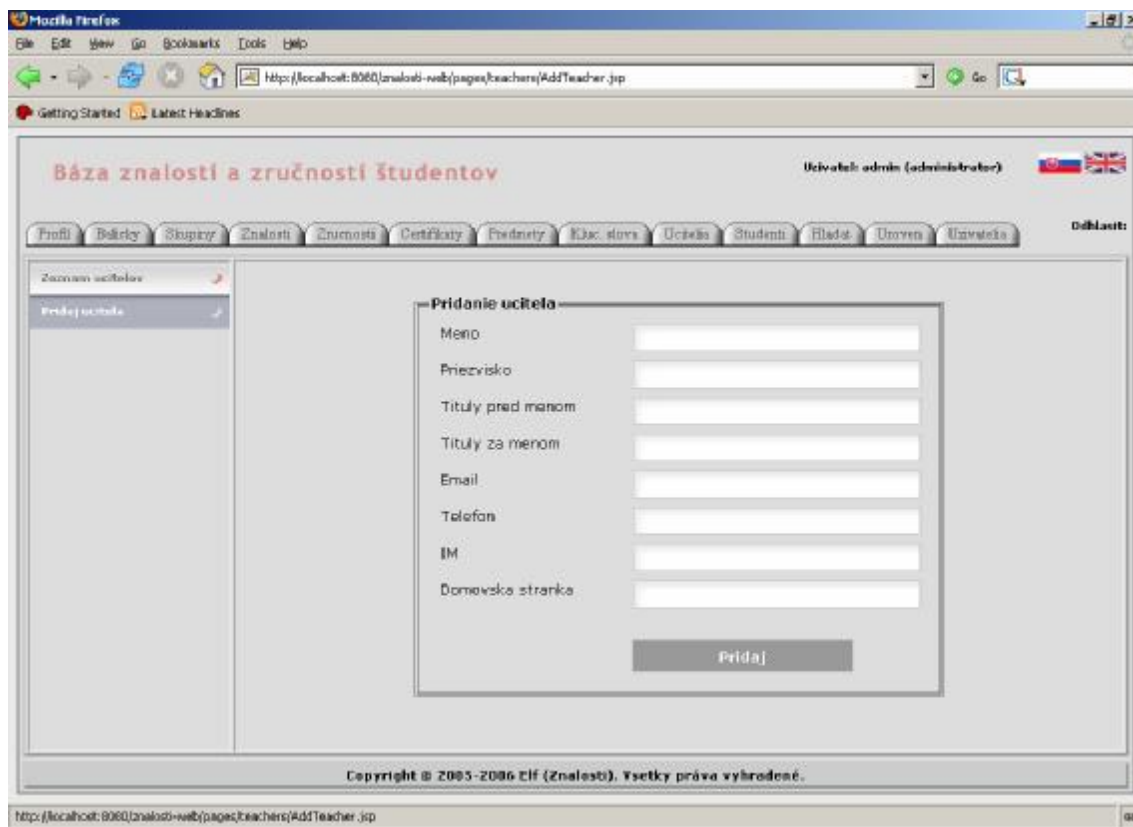 Mozilla Firefox
File Edit View Go Bookmarks Tools Help
http://localhost:8080/znalosti-web/pages/teachers/AddTeacher.jsp Go
Getting Started Latest Headlines
Báza znalostí a zručností študentov
Uzivatel: admin (administrator)
Odhlasit:
Profil Balicky Skupiny Znalosti Zrucnosti Certifikaty Predmety Kluc. slova Ucitelia Studenti Hladat Uroven Uzivatelia
Zoznam ucitelov
Pridaj ucitela
Pridanie ucitela
Meno
Priezvisko
Tituly pred menom
Tituly za menom
Email
Telefon
IM
Domovska stranka
Pridaj
Copyright © 2005-2006 Elf (Znalosti). Vsetky práva vyhradené.
http://localhost:8080/znalosti-web/pages/teachers/AddTeacher.jsp